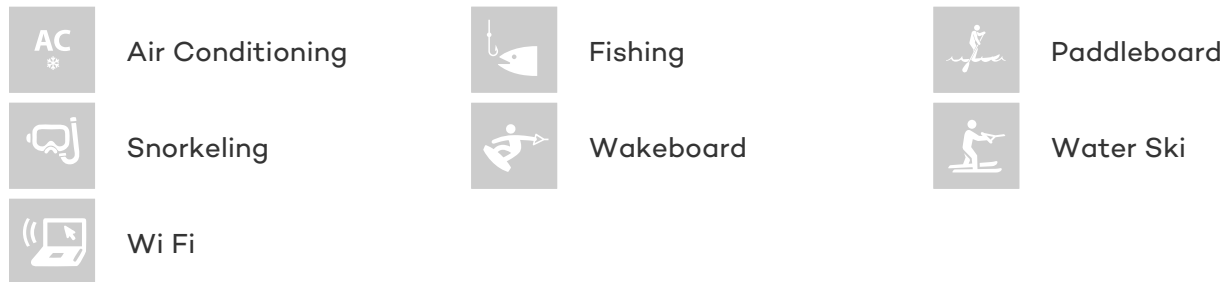 AC
Air Conditioning
Fishing
Paddleboard
Snorkeling
Wakeboard
Water Ski
Wi Fi